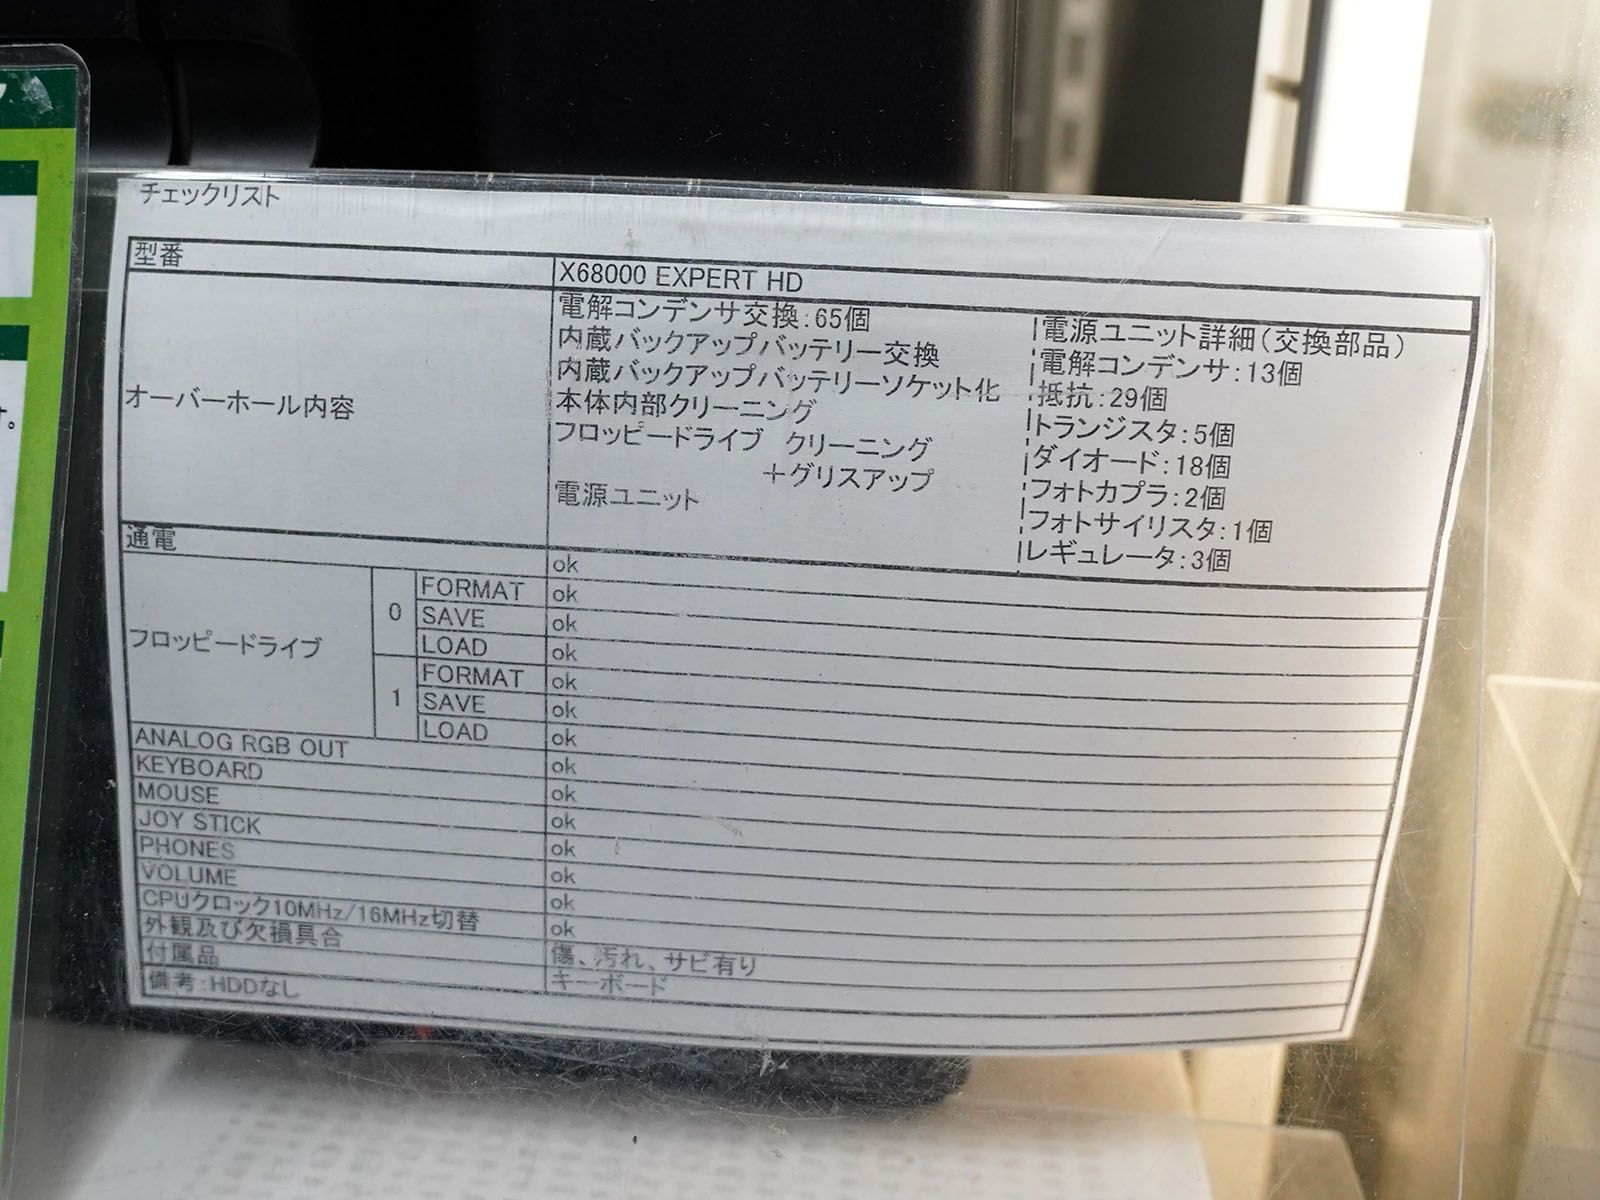 す。
チェックリスト
型番
X68000 EXPERT HD
オーバーホール内容
電解コンデンサ交換:65個
内蔵バックアップバッテリー交換
内蔵バックアップバッテリーソケット化
本体内部クリーニング
フロッピードライブ クリーニング
+グリスアップ
電源ユニット
電源ユニット詳細(交換部品)
電解コンデンサ:13個
抵抗:29個
トランジスタ:5個
ダイオード:18個
フォトカプラ:2個
フォトサイリスタ:1個
レギュレータ:3個
通電 ok
フロッピードライブ
0
FORMAT ok
SAVE ok
LOAD ok
1
FORMAT ok
SAVE ok
LOAD ok
ANALOG RGB OUT ok
KEYBOARD ok
MOUSE ok
JOY STICK ok
PHONES ok
VOLUME ok
CPUクロック10MHz/16MHz切替 ok
外観及び欠損具合 傷、汚れ、サビ有り
付属品 キーボード
備考:HDDなし